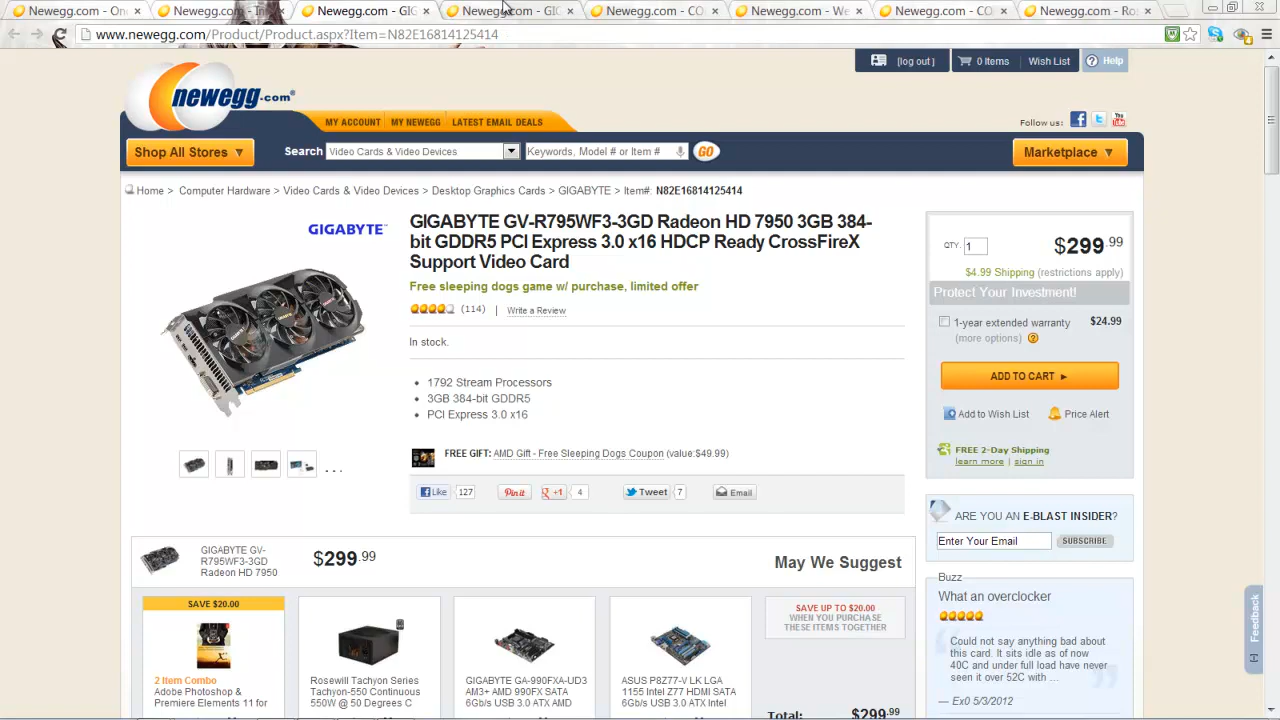 Newegg.com - On
Newegg.com - GIG
Newegg.com - GIG
Newegg.com - CO
Newegg.com - We
Newegg.com - CO
Newegg.com - Ro
www.newegg.com/Product/Product.aspx?Item=N82E16814125414
[log out]
0 Items
Wish List
? Help
newegg.com®
MY ACCOUNT
MY NEWEGG
LATEST EMAIL DEALS
Follow us:
You
Tube
Shop All Stores ▼
Search
Video Cards & Video Devices
Keywords, Model # or Item #
GO
Marketplace ▼
Home > Computer Hardware > Video Cards & Video Devices > Desktop Graphics Cards > GIGABYTE > Item#: N82E16814125414
GIGABYTE™
GIGABYTE GV-R795WF3-3GD Radeon HD 7950 3GB 384-
bit GDDR5 PCI Express 3.0 x16 HDCP Ready CrossFireX
Support Video Card
Free sleeping dogs game w/ purchase, limited offer
(114) | Write a Review
In stock.
• 1792 Stream Processors
• 3GB 384-bit GDDR5
• PCI Express 3.0 x16
. . .
FREE GIFT: AMD Gift - Free Sleeping Dogs Coupon (value:$49.99)
Like 127
Pin it
+1 4
Tweet 7
Email
QTY. 1
$299.99
$4.99 Shipping (restrictions apply)
Protect Your Investment!
1-year extended warranty $24.99
(more options) ?
ADD TO CART ►
Add to Wish List
Price Alert
FREE 2-Day Shipping
learn more | sign in
ARE YOU AN E-BLAST INSIDER?
Enter Your Email
SUBSCRIBE
Buzz
What an overclocker
Could not say anything bad about
this card. It sits idle as of now
40C and under full load have never
seen it over 52C with ...
— Ex0 5/3/2012
Feedback
[+]
GIGABYTE GV-
R795WF3-3GD
Radeon HD 7950
$299.99
May We Suggest
SAVE $20.00
2 Item Combo
Adobe Photoshop &
Premiere Elements 11 for
Rosewill Tachyon Series
Tachyon-550 Continuous
550W @ 50 Degrees C
GIGABYTE GA-990FXA-UD3
AM3+ AMD 990FX SATA
6Gb/s USB 3.0 ATX AMD
ASUS P8Z77-V LK LGA
1155 Intel Z77 HDMI SATA
6Gb/s USB 3.0 ATX Intel
SAVE UP TO $20.00
WHEN YOU PURCHASE
THESE ITEMS TOGETHER
Total: $299.99